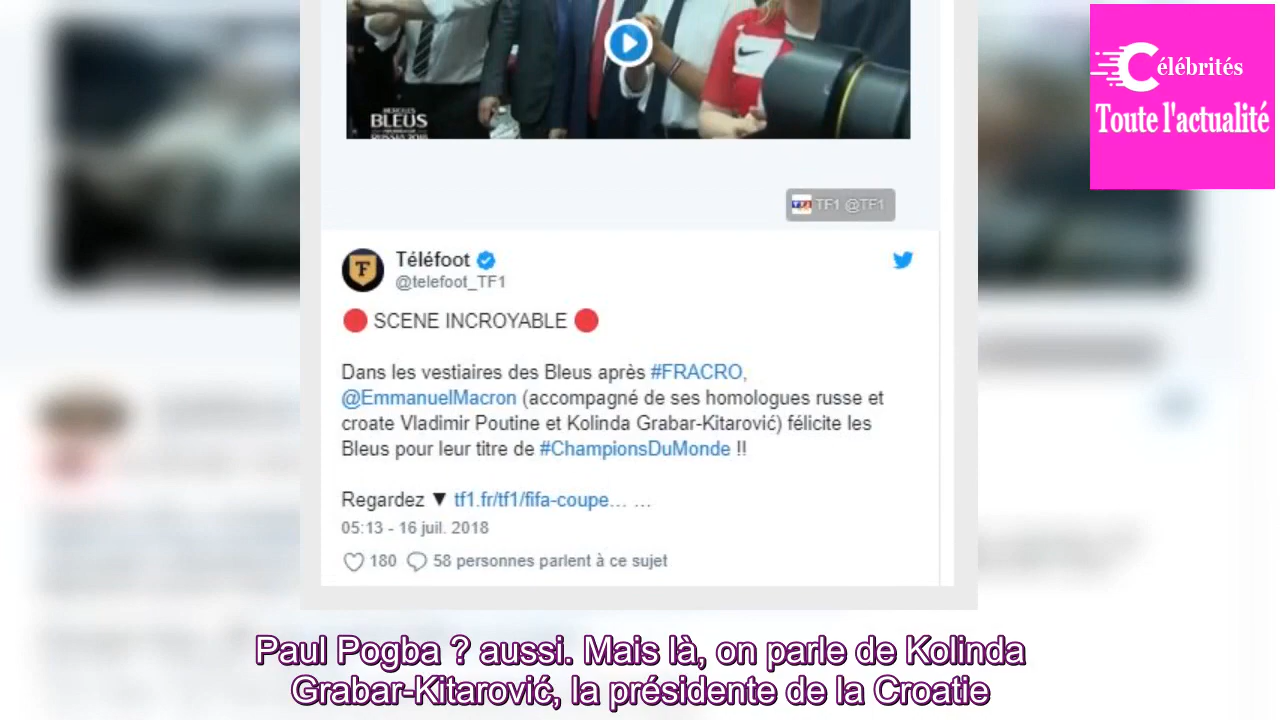 Célébrités
Toute l'actualité
BLEUS
RUSSIA 2018
TF1 @TF1
Téléfoot
@telefoot_TF1
🔴 SCENE INCROYABLE 🔴
Dans les vestiaires des Bleus après #FRACRO,
@EmmanuelMacron (accompagné de ses homologues russe et
croate Vladimir Poutine et Kolinda Grabar-Kitarović) félicite les
Bleus pour leur titre de #ChampionsDuMonde !!
Regardez ▼ tf1.fr/tf1/fifa-coupe… …
05:13 - 16 juil. 2018
180 58 personnes parlent à ce sujet
Paul Pogba ? aussi. Mais là, on parle de Kolinda
Grabar-Kitarović, la présidente de la Croatie